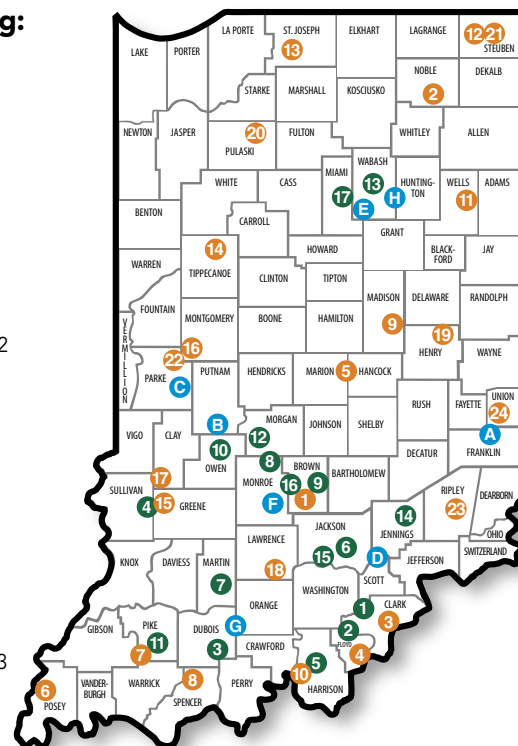 g:
LA PORTE
ST. JOSEPH
13
ELKHART
LAGRANGE
12 21
STEUBEN
LAKE
PORTER
NOBLE
2
DEKALB
STARKE
MARSHALL
KOSCIUSKO
NEWTON
JASPER
20
PULASKI
FULTON
WHITLEY
ALLEN
WABASH
MIAMI
13
17
E
H
HUNTING-
TON
WELLS
11
ADAMS
WHITE
CASS
BENTON
CARROLL
GRANT
14
TIPPECANOE
HOWARD
BLACK-
FORD
JAY
WARREN
CLINTON
TIPTON
MADISON
9
DELAWARE
RANDOLPH
FOUNTAIN
MONTGOMERY
16
BOONE
HAMILTON
19
HENRY
WAYNE
VERMILLION
2
22
PARKE
C
PUTNAM
HENDRICKS
MARION
5
HANCOCK
RUSH
FAYETTE
UNION
24
A
FRANKLIN
B
VIGO
CLAY
10
OWEN
MORGAN
12
8
JOHNSON
SHELBY
DECATUR
17
SULLIVAN
4
15
GREENE
MONROE
F
BROWN
16
9
1
BARTHOLOMEW
RIPLEY
23
DEARBORN
OHIO
SWITZERLAND
JACKSON
15
6
14
JENNINGS
D
JEFFERSON
KNOX
DAVIESS
MARTIN
7
LAWRENCE
18
WASHINGTON
SCOTT
1
CLARK
3
ORANGE
GIBSON
PIKE
11
7
DUBOIS
G
3
CRAWFORD
2
FLOYD
4
3
6
POSEY
VANDER-
BURGH
WARRICK
8
SPENCER
PERRY
10
5
HARRISON